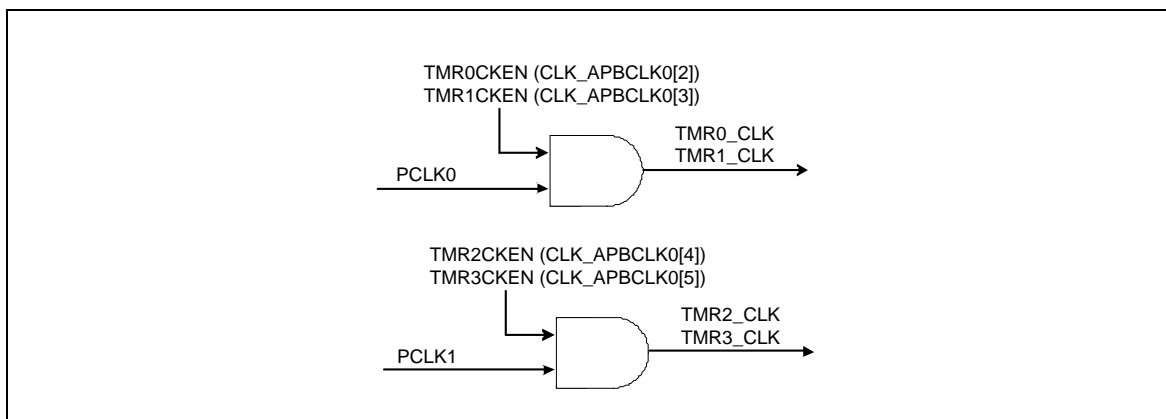 TMR0CKEN (CLK_APBCLK0[2])
TMR1CKEN (CLK_APBCLK0[3])
TMR0_CLK
TMR1_CLK
PCLK0
TMR2CKEN (CLK_APBCLK0[4])
TMR3CKEN (CLK_APBCLK0[5])
TMR2_CLK
TMR3_CLK
PCLK1